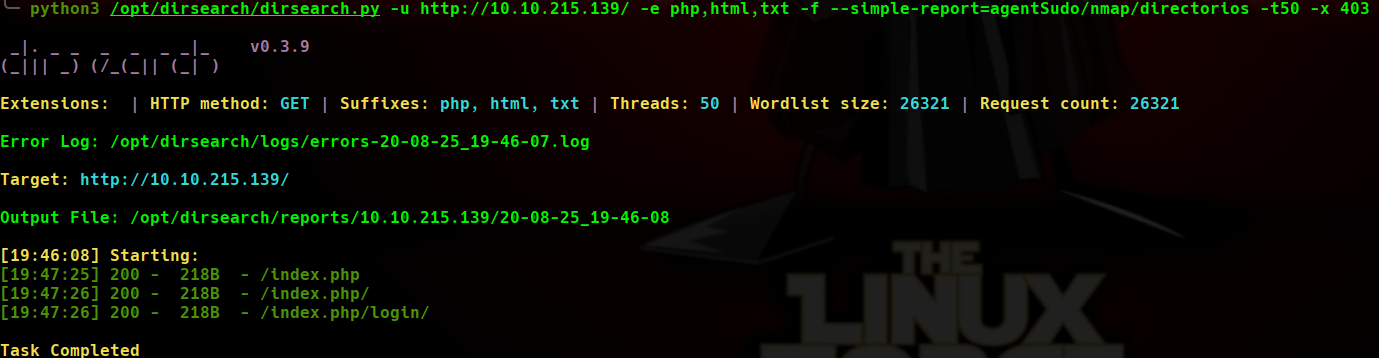 python3 /opt/dirsearch/dirsearch.py -u http://10.10.215.139/ -e php,html,txt -f --simple-report=agentSudo/nmap/directorios -t50 -x 403
_|. _ _  _  _  _ _|_    v0.3.9
(_||| _) (/_(_|| (_| )
Extensions:  | HTTP method: GET | Suffixes: php, html, txt | Threads: 50 | Wordlist size: 26321 | Request count: 26321
Error Log: /opt/dirsearch/logs/errors-20-08-25_19-46-07.log
Target: http://10.10.215.139/
Output File: /opt/dirsearch/reports/10.10.215.139/20-08-25_19-46-08
[19:46:08] Starting:
[19:47:25] 200 -  218B  - /index.php
[19:47:26] 200 -  218B  - /index.php/
[19:47:26] 200 -  218B  - /index.php/login/
Task Completed
THE
LINUX